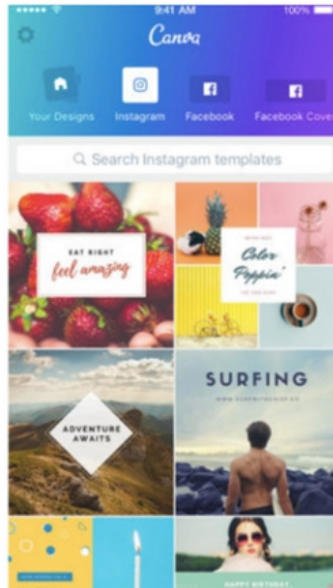 9:41 AM
100%
Canva
Your Designs
Instagram
Facebook
Facebook Cove
Search Instagram templates
EAT RIGHT
feel amazing
Color
Poppin'
SURFING
ADVENTURE
AWAITS
HAPPY BIRTHDAY,